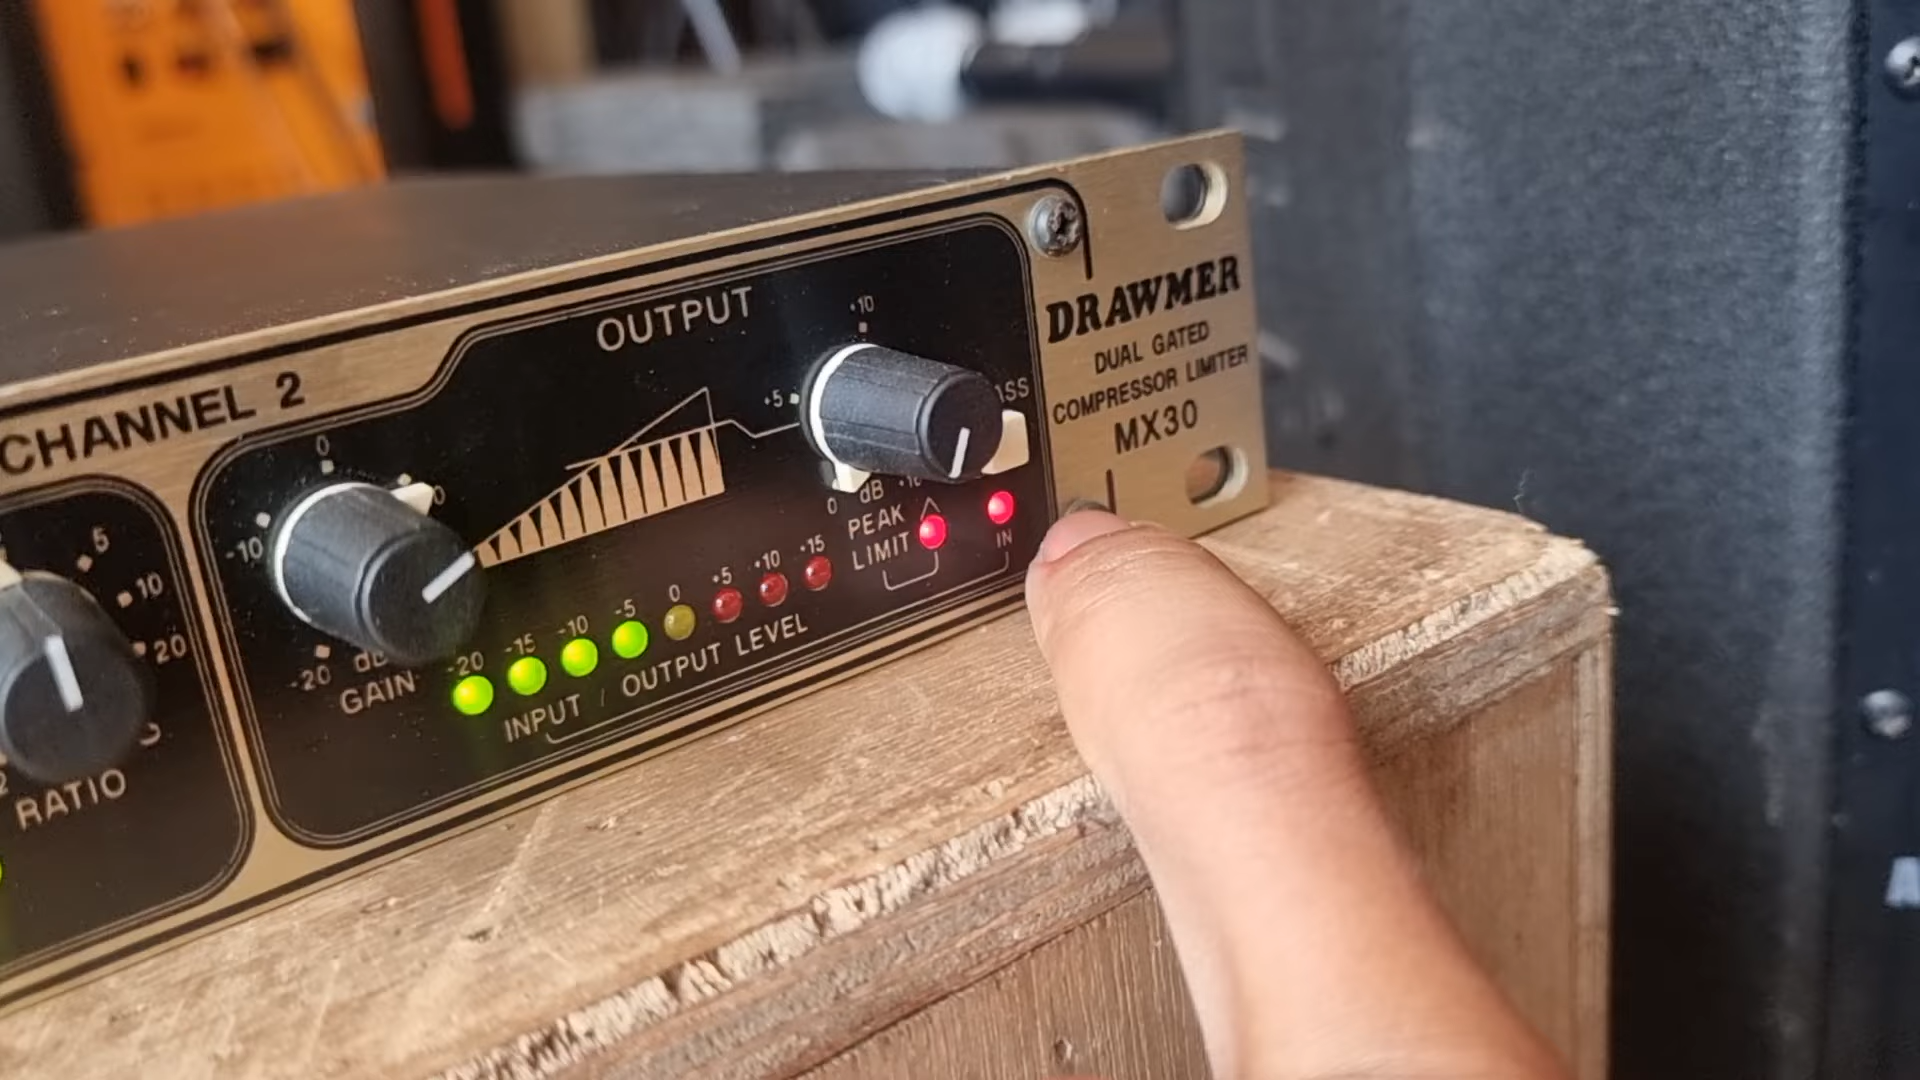 CHANNEL 2
OUTPUT
+10
+5
0
dB
PEAK
LIMIT
IN
DRAWMER
DUAL GATED
COMPRESSOR LIMITER
MX30
0
-10
-20
dB
GAIN
-20 -15 -10 -5 0 +5 +10 +15
INPUT / OUTPUT LEVEL
5
10
20
RATIO